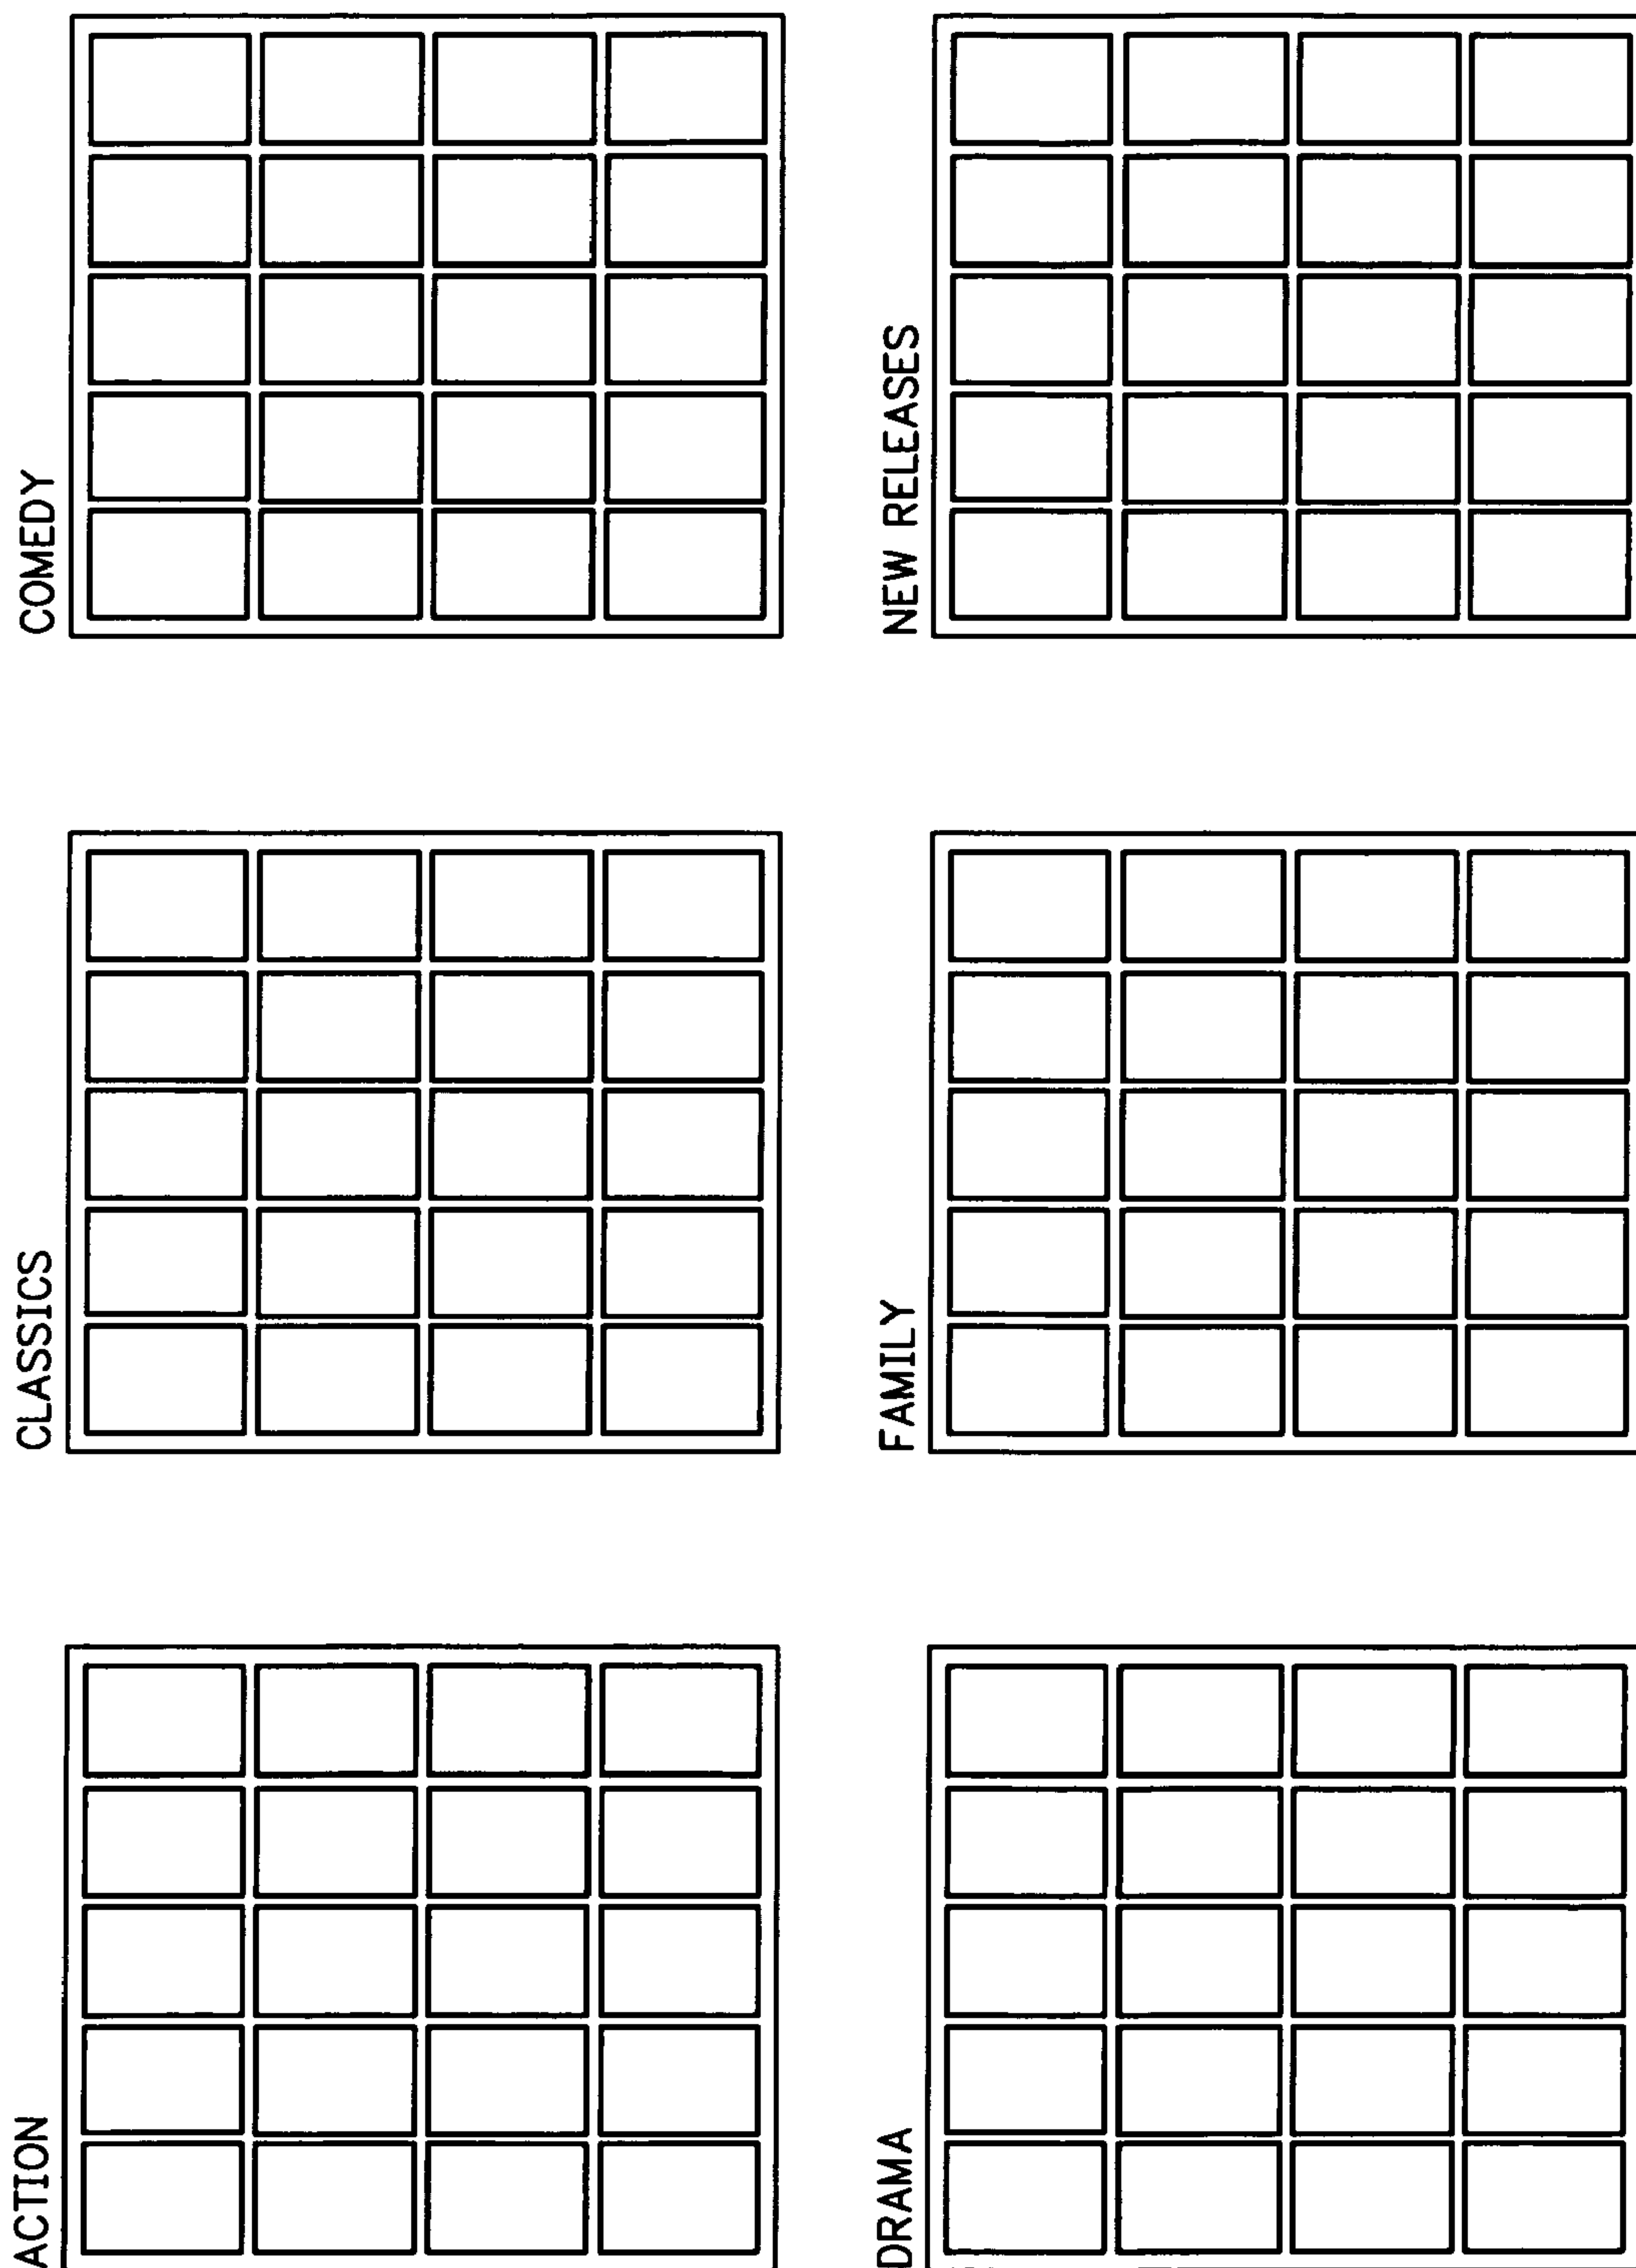 ACTION
CLASSICS
COMEDY
DRAMA
FAMILY
NEW RELEASES